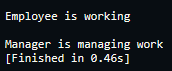 Employee is working
Manager is managing work
[Finished in 0.46s]